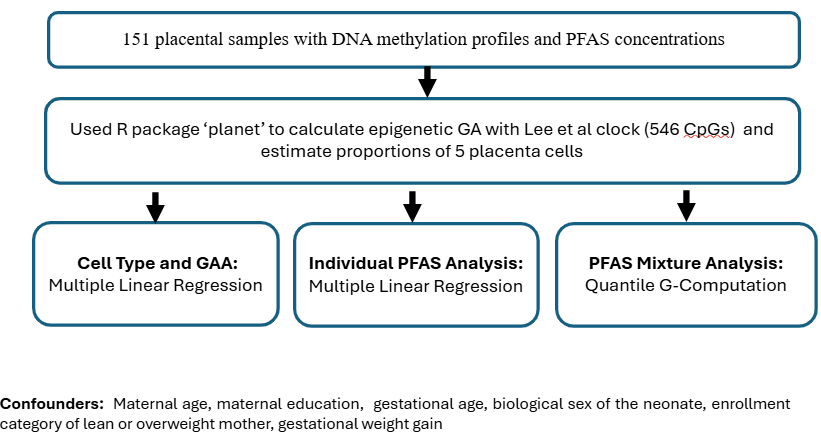 151 placental samples with DNA methylation profiles and PFAS concentrations
Used R package ‘planet’ to calculate epigenetic GA with Lee et al clock (546 CpGs) and
estimate proportions of 5 placenta cells
Cell Type and GAA:
Multiple Linear Regression
Individual PFAS Analysis:
Multiple Linear Regression
PFAS Mixture Analysis:
Quantile G-Computation
Confounders: Maternal age, maternal education, gestational age, biological sex of the neonate, enrollment
category of lean or overweight mother, gestational weight gain